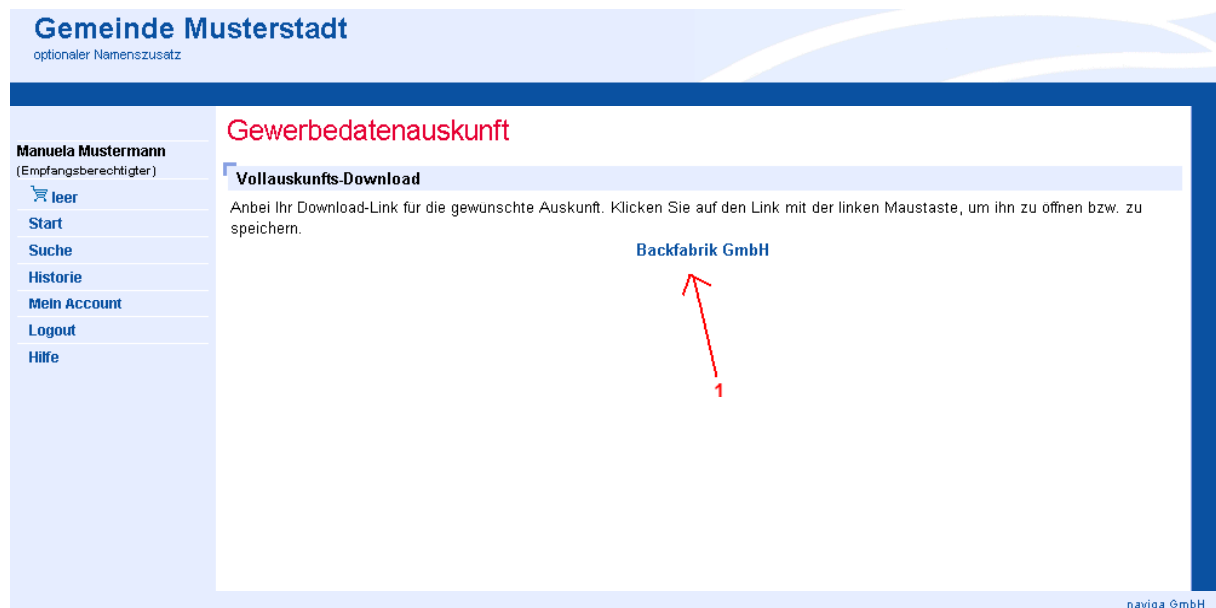 Gemeinde Musterstadt
optionaler Namenszusatz
Manuela Mustermann
(Empfangsberechtigter)
leer
Start
Suche
Historie
Mein Account
Logout
Hilfe
Gewerbedatenauskunft
Vollauskunfts-Download
Anbei Ihr Download-Link für die gewünschte Auskunft. Klicken Sie auf den Link mit der linken Maustaste, um ihn zu öffnen bzw. zu
speichern.
Backfabrik GmbH
1
naviga GmbH